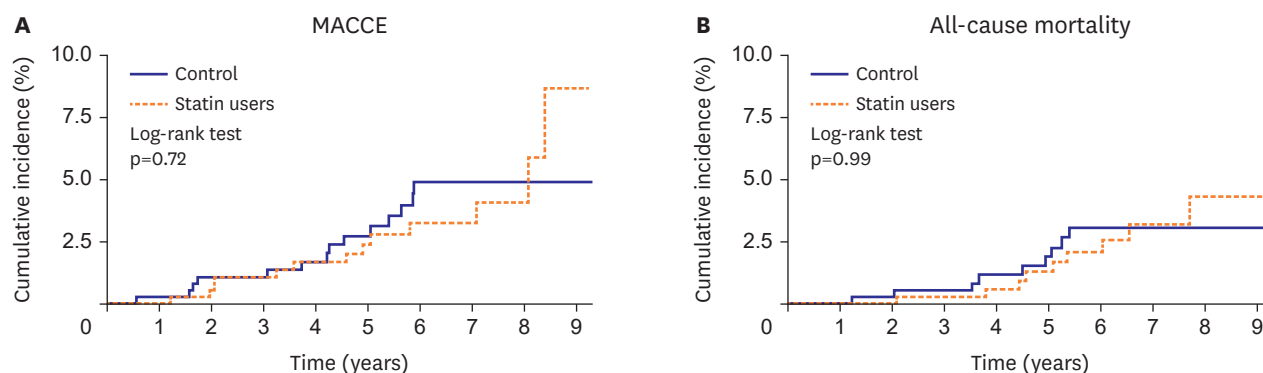 A
MACCE
Cumulative incidence (%)
10.0
7.5
5.0
2.5
0
Control
Statin users
Log-rank test
p=0.72
1 2 3 4 5 6 7 8 9
Time (years)
B
All-cause mortality
Cumulative incidence (%)
10.0
7.5
5.0
2.5
0
Control
Statin users
Log-rank test
p=0.99
1 2 3 4 5 6 7 8 9
Time (years)